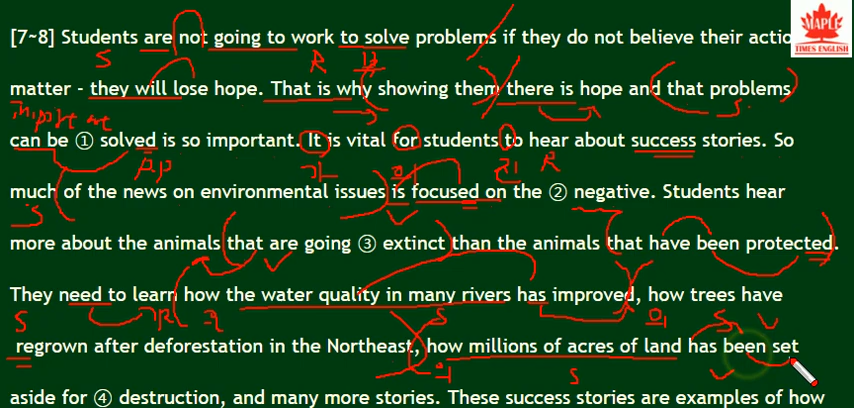 MAPLE
TIMES ENGLISH
[7~8] Students are not going to work to solve problems if they do not believe their actio
matter - they will lose hope. That is why showing them there is hope and that problems
can be ① solved is so important. It is vital for students to hear about success stories. So
much of the news on environmental issues is focused on the ② negative. Students hear
more about the animals that are going ③ extinct than the animals that have been protected.
They need to learn how the water quality in many rivers has improved, how trees have
regrown after deforestation in the Northeast, how millions of acres of land has been set
aside for ④ destruction, and many more stories. These success stories are examples of how